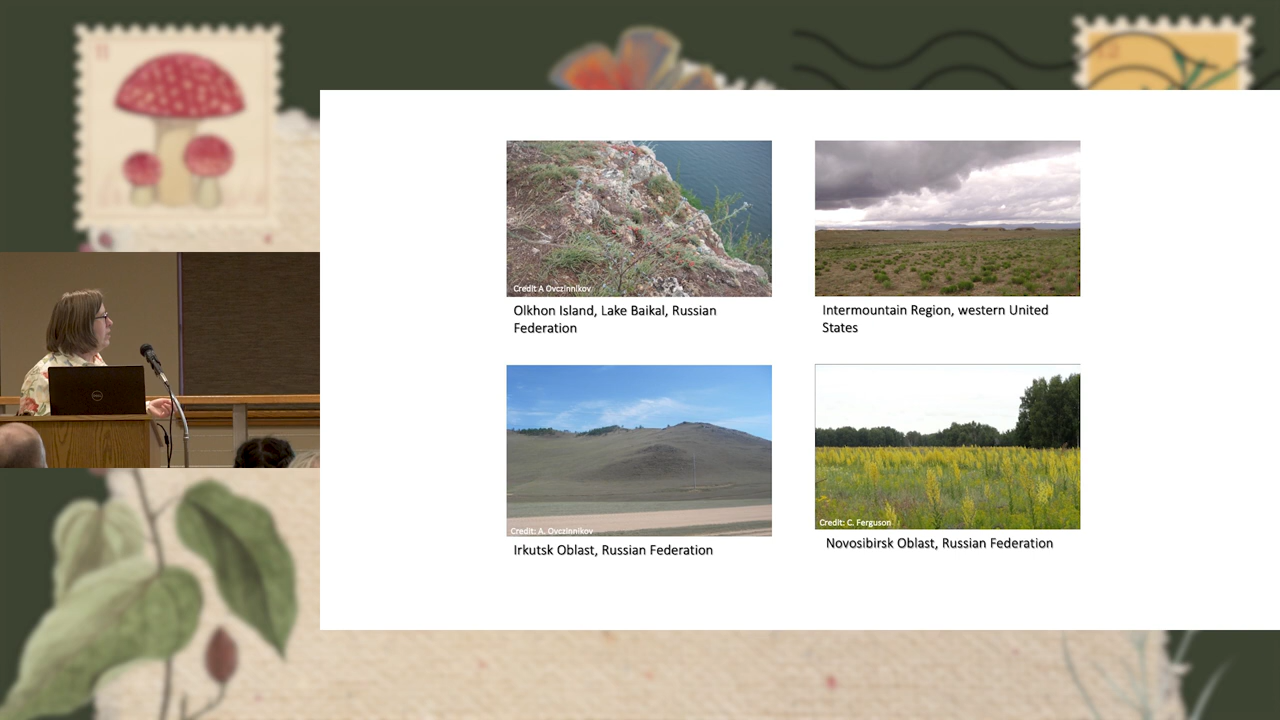 Credit A Ovczinnikov
Olkhon Island, Lake Baikal, Russian
Federation
Intermountain Region, western United
States
Credit: A. Ovczinnikov
Irkutsk Oblast, Russian Federation
Credit: C. Ferguson
Novosibirsk Oblast, Russian Federation
DELL